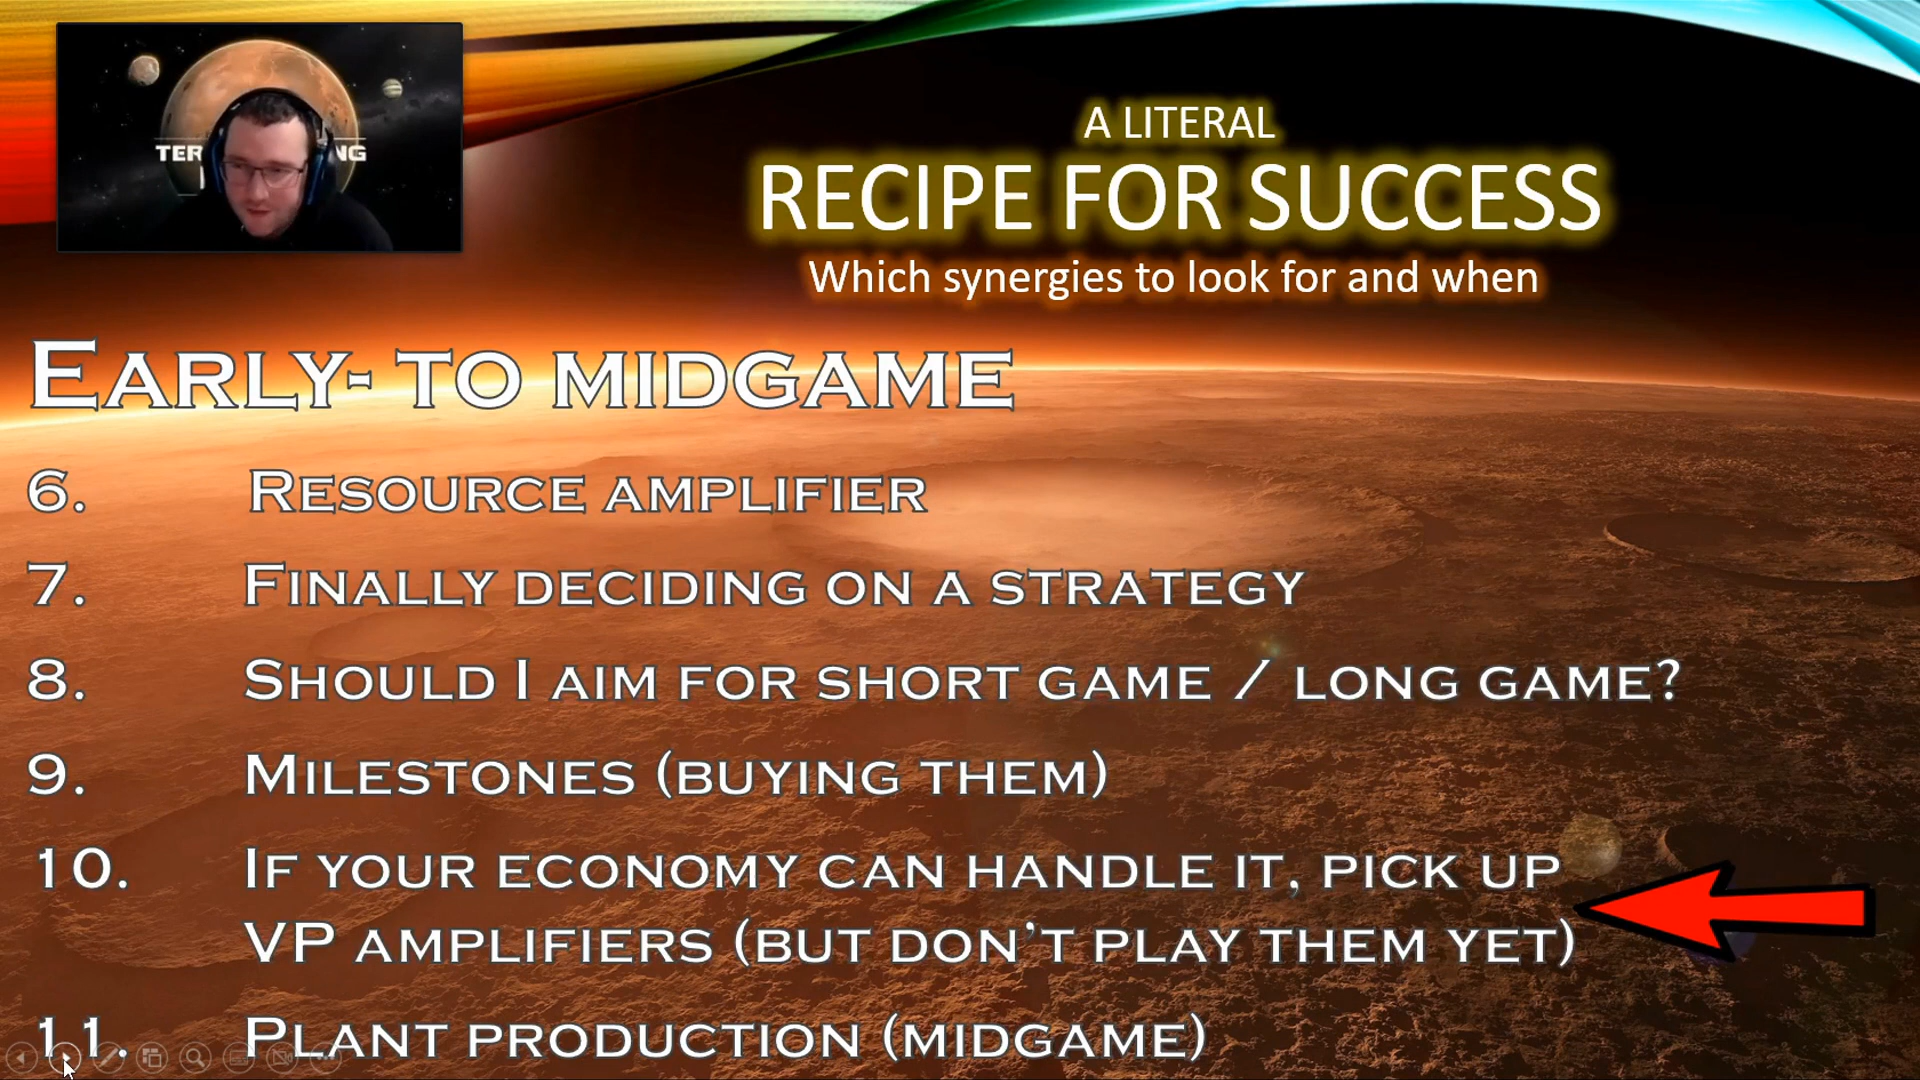 TER NG
A LITERAL
RECIPE FOR SUCCESS
Which synergies to look for and when
EARLY- TO MIDGAME
6. RESOURCE AMPLIFIER
7. FINALLY DECIDING ON A STRATEGY
8. SHOULD I AIM FOR SHORT GAME / LONG GAME?
9. MILESTONES (BUYING THEM)
10. IF YOUR ECONOMY CAN HANDLE IT, PICK UP
VP AMPLIFIERS (BUT DON'T PLAY THEM YET)
11. PLANT PRODUCTION (MIDGAME)